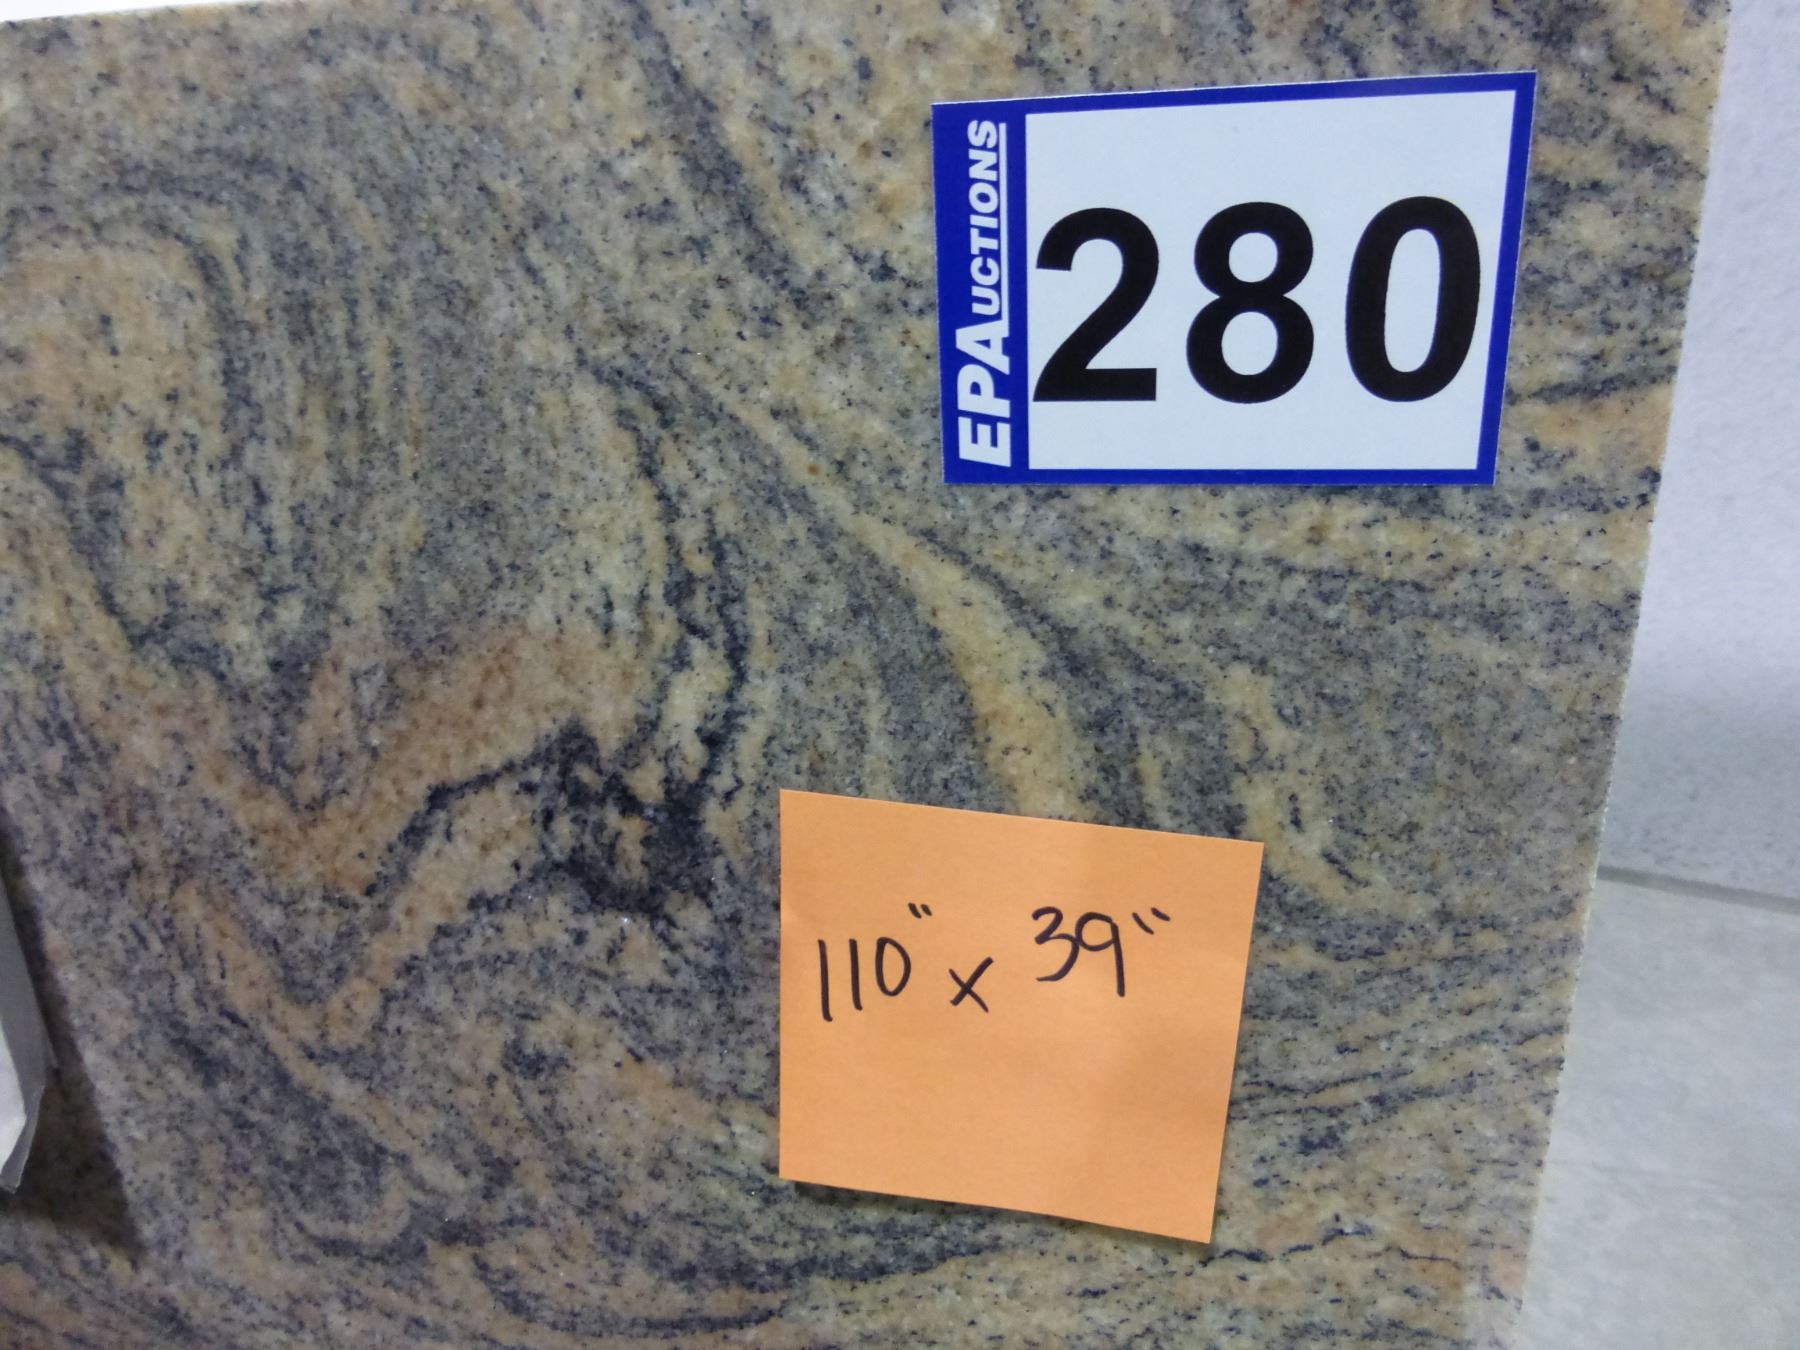 EPAUCTIONS
280
110" x 39"